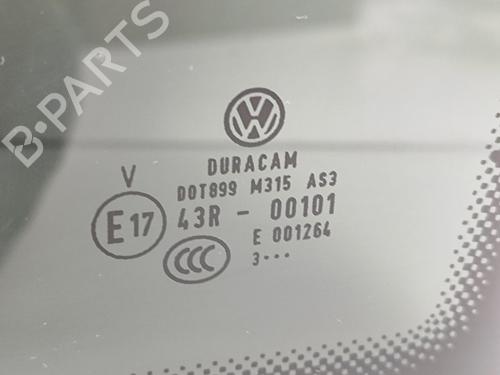 B-PARTS
DURACAM
V
DOT899 M315 AS3
E17 43R - 00101
CCC
E 001264
3•••